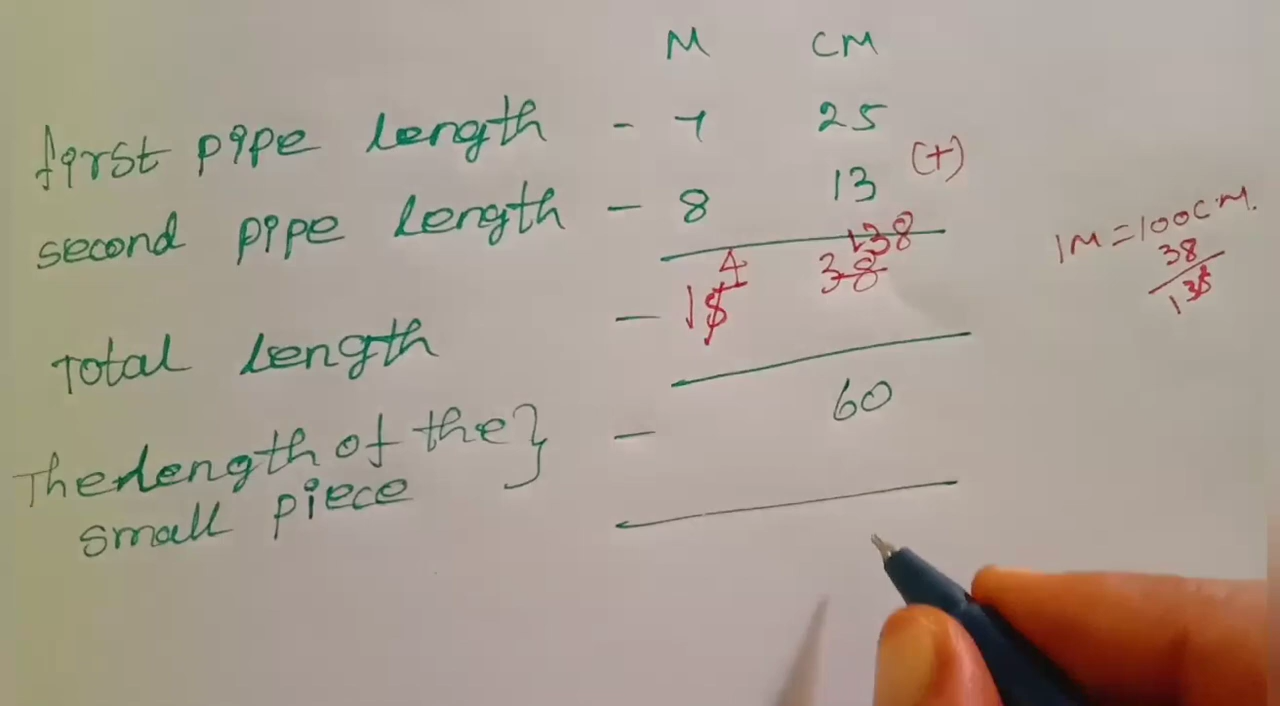 M CM
first pipe length - 7 25
second pipe length - 8 13 (+)
138
4
Total length - 15 38
1M = 100CM.
38
138
The length of the } - 60
small piece